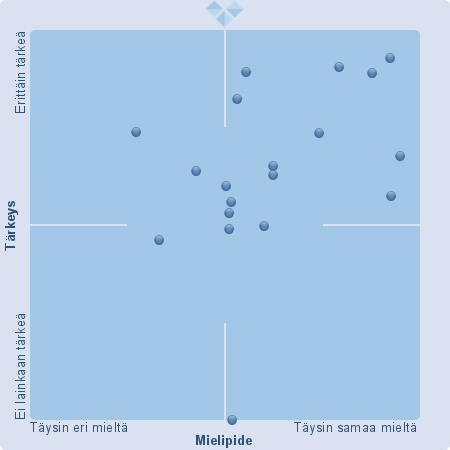 Erittäin tärkeä
Tärkeys
Ei lainkaan tärkeä
Täysin eri mieltä
Täysin samaa mieltä
Mielipide